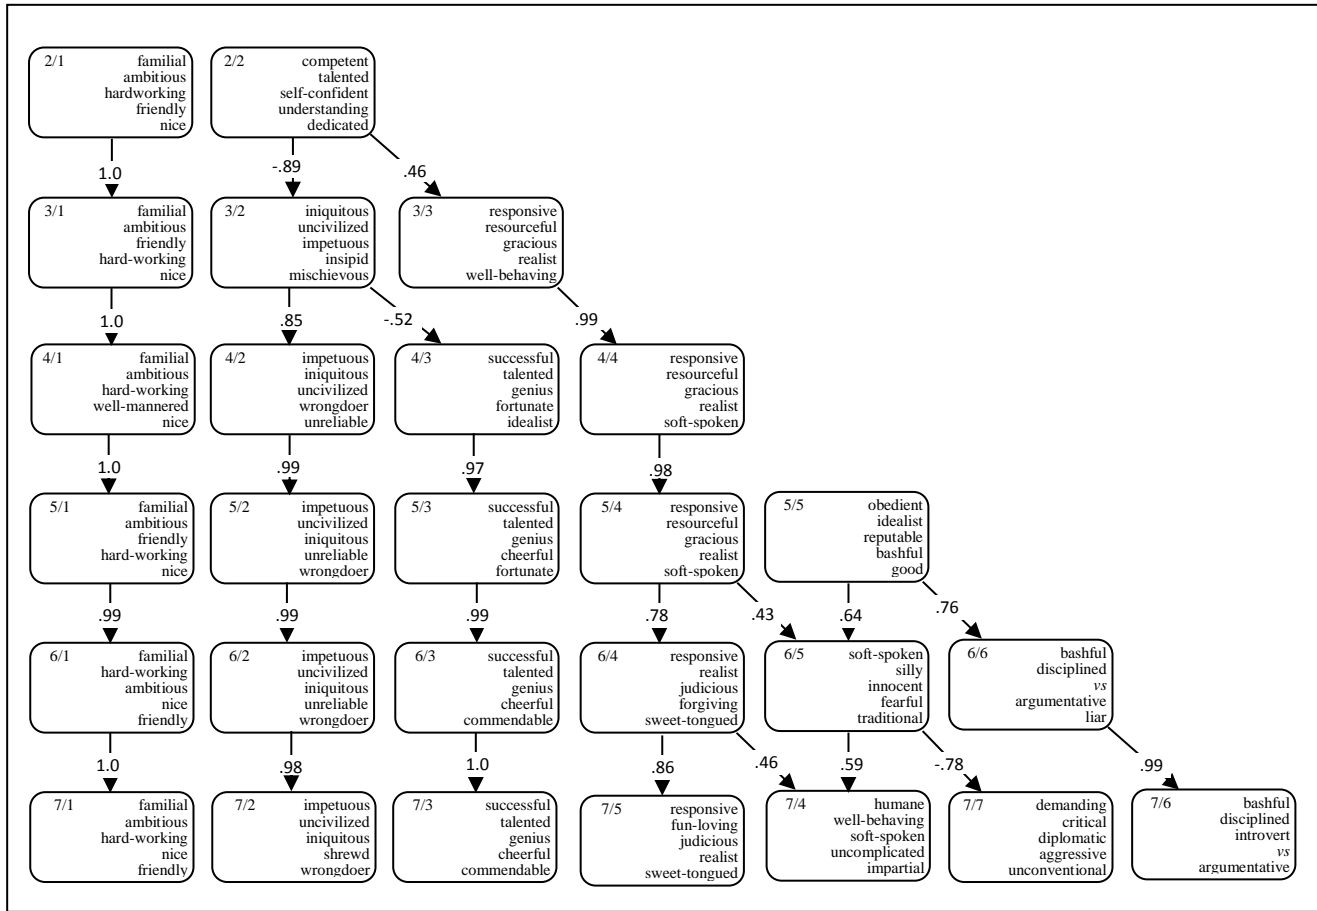 2/1 familial
ambitious
hardworking
friendly
nice
2/2 competent
talented
self-confident
understanding
dedicated
1.0
-.89
.46
3/1 familial
ambitious
friendly
hard-working
nice
3/2 iniquitous
uncivilized
impetuous
insipid
mischievous
3/3 responsive
resourceful
gracious
realist
well-behaving
1.0
.85
-.52
.99
4/1 familial
ambitious
hard-working
well-mannered
nice
4/2 impetuous
iniquitous
uncivilized
wrongdoer
unreliable
4/3 successful
talented
genius
fortunate
idealist
4/4 responsive
resourceful
gracious
realist
soft-spoken
1.0
.99
.97
.98
5/1 familial
ambitious
friendly
hard-working
nice
5/2 impetuous
uncivilized
iniquitous
unreliable
wrongdoer
5/3 successful
talented
genius
cheerful
fortunate
5/4 responsive
resourceful
gracious
realist
soft-spoken
5/5 obedient
idealist
reputable
bashful
good
.99
.99
.99
.78
.43
.64
.76
6/1 familial
hard-working
ambitious
nice
friendly
6/2 impetuous
uncivilized
iniquitous
unreliable
wrongdoer
6/3 successful
talented
genius
cheerful
commendable
6/4 responsive
realist
judicious
forgiving
sweet-tongued
6/5 soft-spoken
silly
innocent
fearful
traditional
6/6 bashful
disciplined
vs
argumentative
liar
1.0
.98
1.0
.86
.46
.59
-.78
.99
7/1 familial
ambitious
hard-working
nice
friendly
7/2 impetuous
uncivilized
iniquitous
shrewd
wrongdoer
7/3 successful
talented
genius
cheerful
commendable
7/5 responsive
fun-loving
judicious
realist
sweet-tongued
7/4 humane
well-behaving
soft-spoken
uncomplicated
impartial
7/7 demanding
critical
diplomatic
aggressive
unconventional
7/6 bashful
disciplined
introvert
vs
argumentative